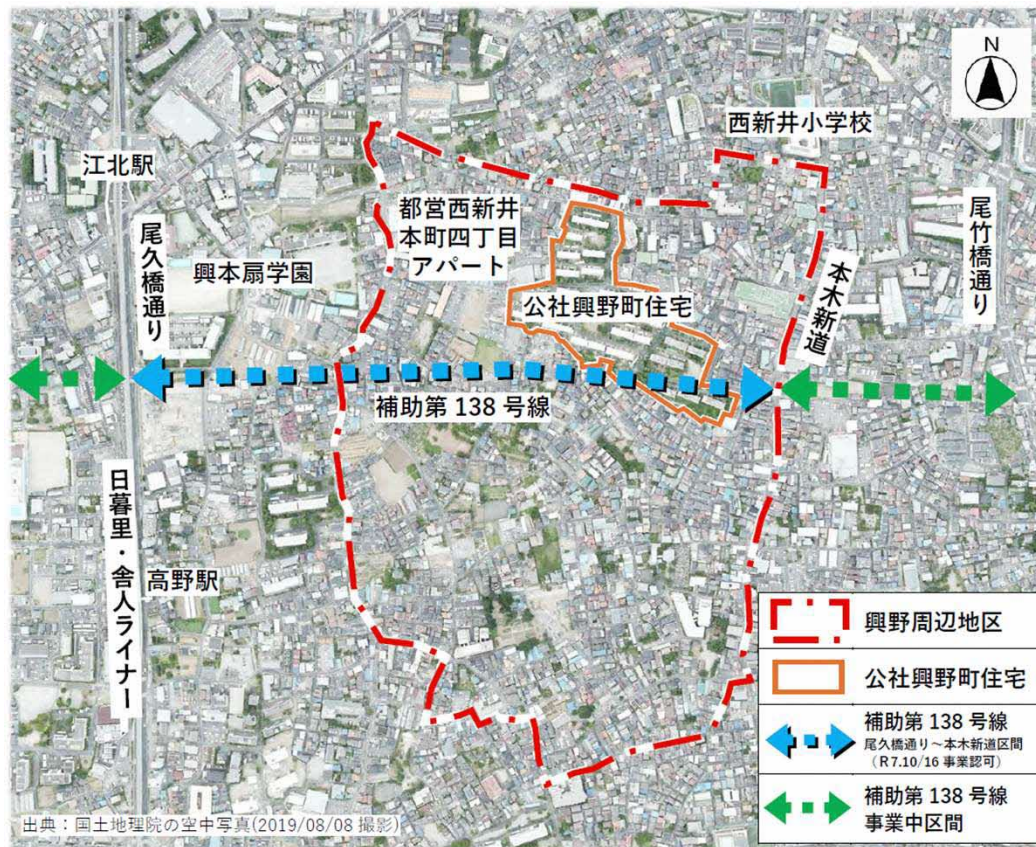 N
西新井小学校
江北駅
尾久橋通り
都営西新井
本町四丁目
アパート
興本扇学園
公社興野町住宅
本木新道
尾竹橋通り
補助第 138 号線
日暮里・舎人ライナー
高野駅
興野周辺地区
公社興野町住宅
補助第 138 号線
尾久橋通り～本木新道区間
（R7.10/16 事業認可）
補助第 138 号線
事業中区間
出典：国土地理院の空中写真(2019/08/08 撮影)